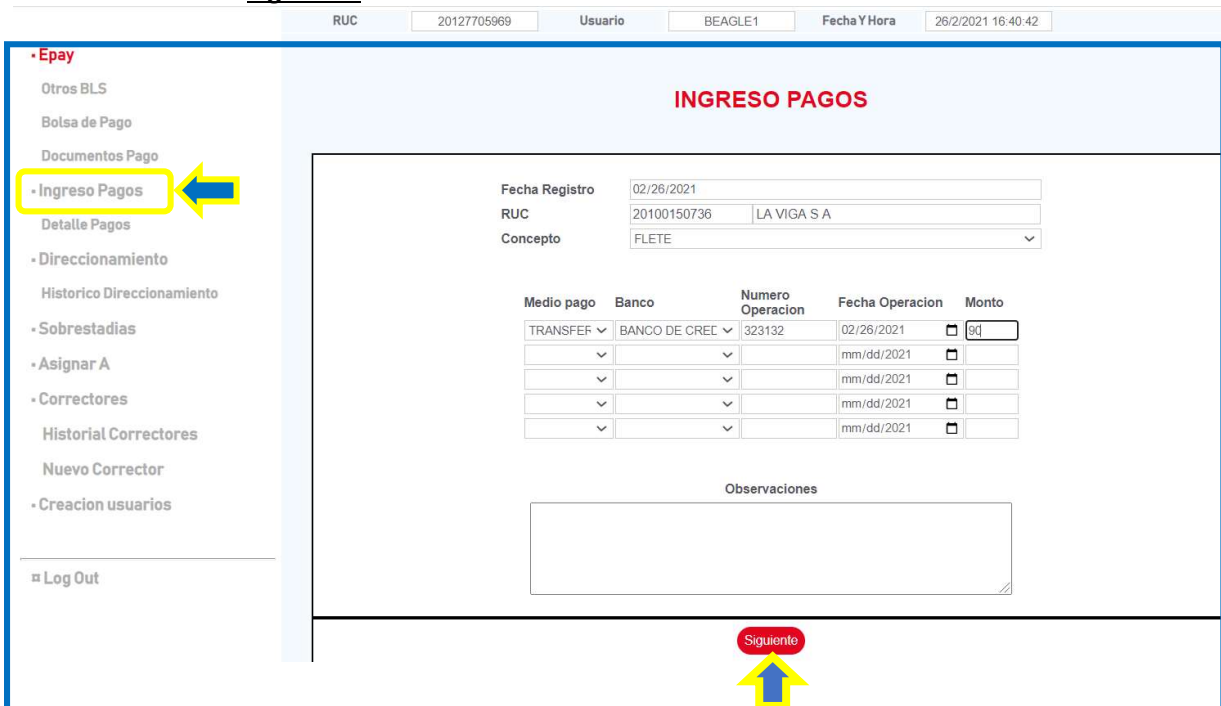 RUC 20127705969 Usuario BEAGLE1 Fecha Y Hora 26/2/2021 16:40:42
Epay
Otros BLS
Bolsa de Pago
Documentos Pago
Ingreso Pagos
Detalle Pagos
Direccionamiento
Historico Direccionamiento
Sobrestadias
Asignar A
Correctores
Historial Correctores
Nuevo Corrector
Creacion usuarios
Log Out
INGRESO PAGOS
Fecha Registro 02/26/2021
RUC 20100150736 LA VIGA S A
Concepto FLETE
Medio pago Banco Numero Operacion Fecha Operacion Monto
TRANSFER BANCO DE CRED 323132 02/26/2021 90
mm/dd/2021
mm/dd/2021
mm/dd/2021
mm/dd/2021
Observaciones
Siguiente